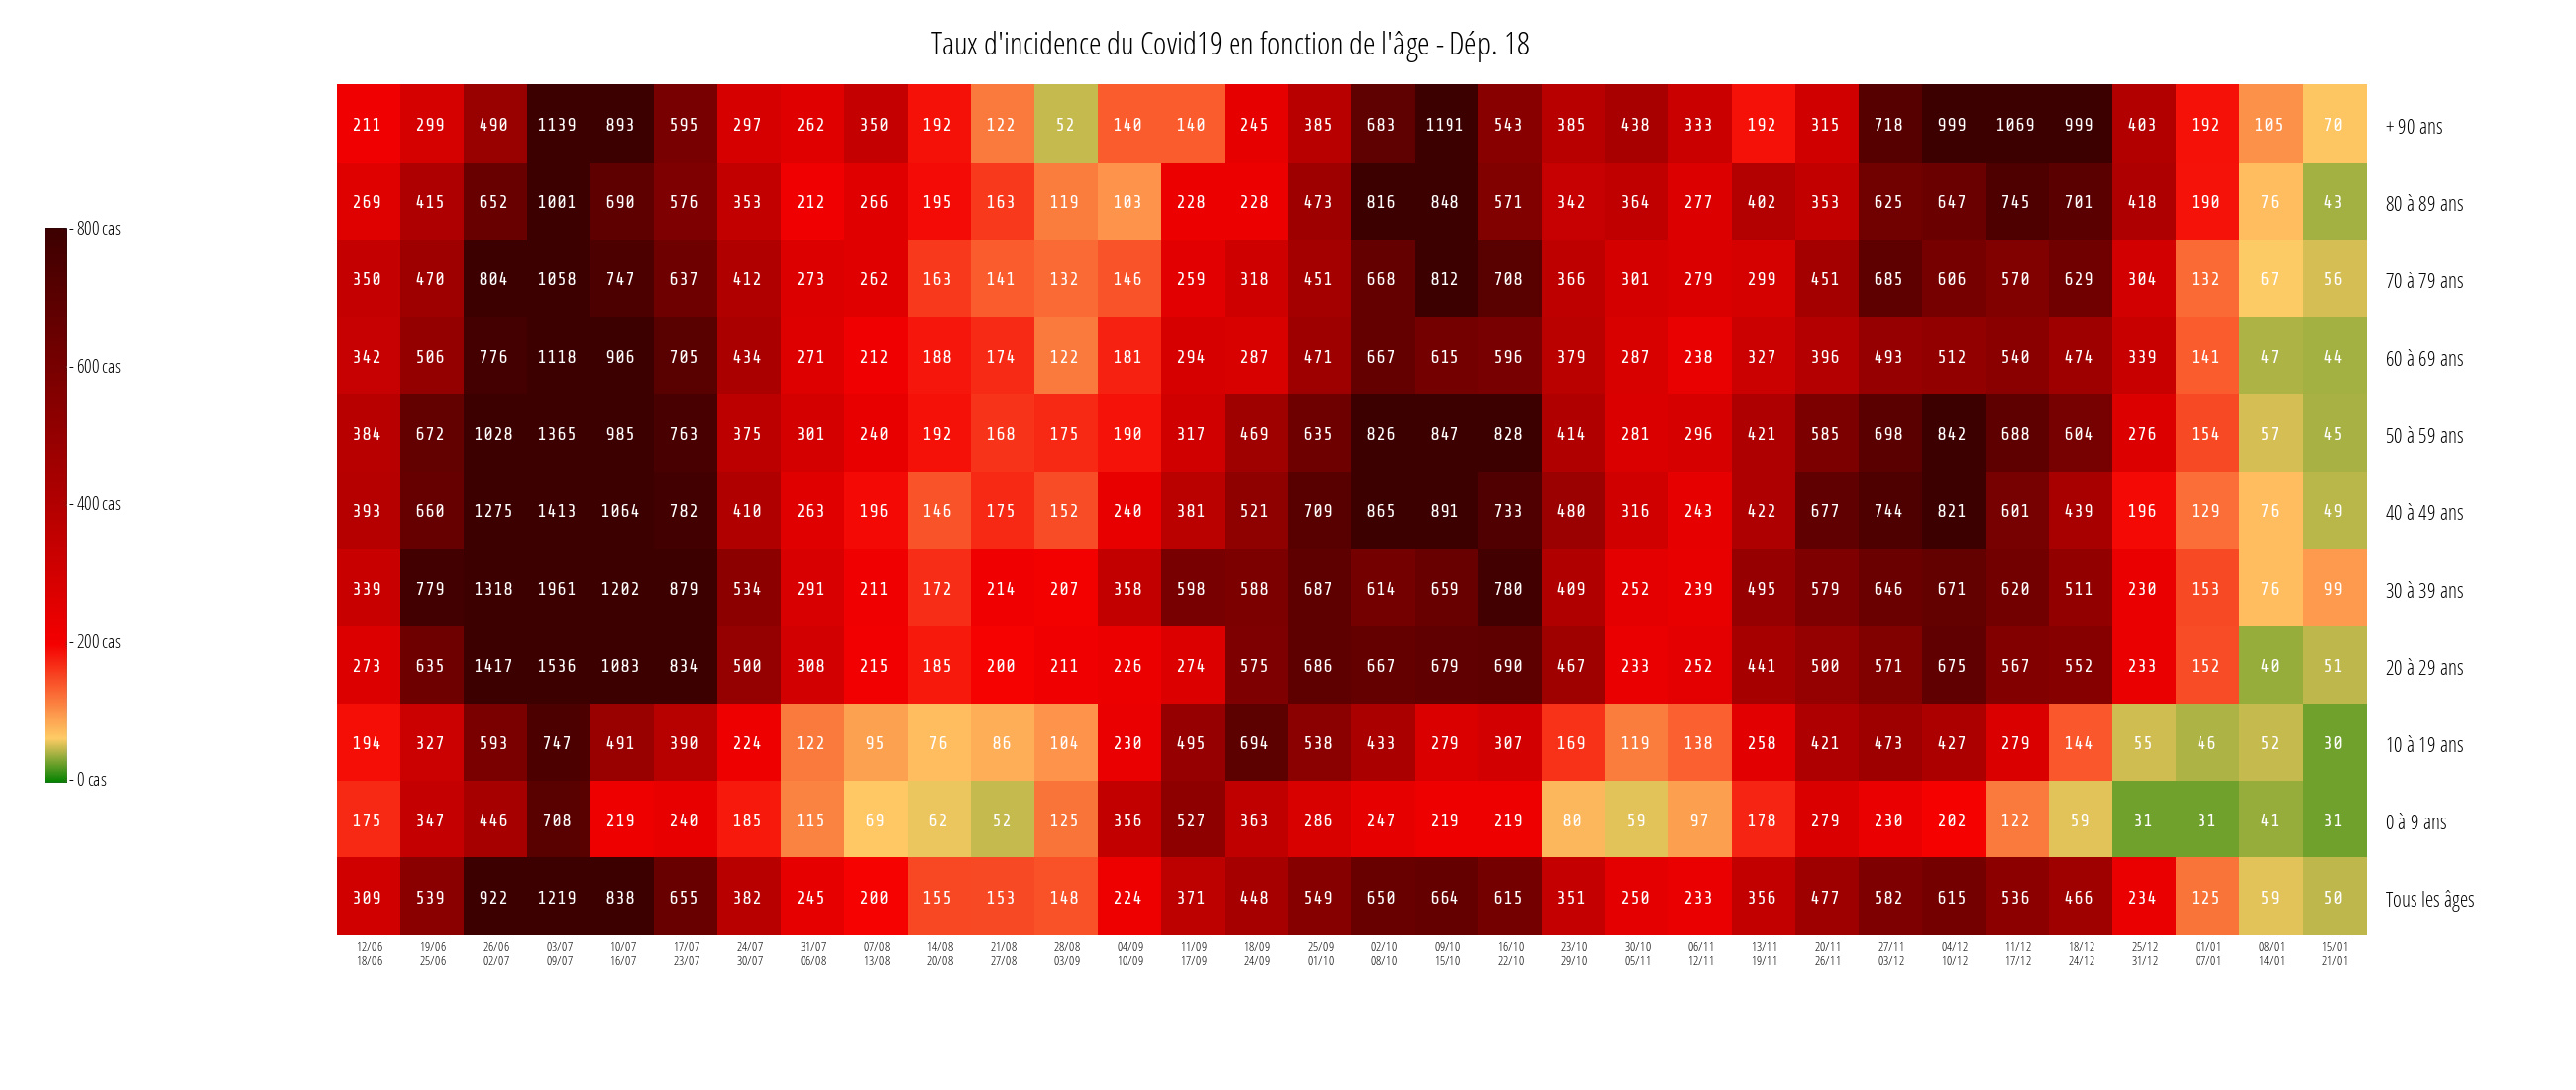 Taux d'incidence du Covid19 en fonction de l'âge - Dép. 18
- 800 cas
- 600 cas
- 400 cas
- 200 cas
- 0 cas
211 299 490 1139 893 595 297 262 350 192 122 52 140 140 245 385 683 1191 543 385 438 333 192 315 718 999 1069 999 403 192 105 70 + 90 ans
269 415 652 1001 690 576 353 212 266 195 163 119 103 228 228 473 816 848 571 342 364 277 402 353 625 647 745 701 418 190 76 43 80 à 89 ans
350 470 804 1058 747 637 412 273 262 163 141 132 146 259 318 451 668 812 708 366 301 279 299 451 685 606 570 629 304 132 67 56 70 à 79 ans
342 506 776 1118 906 705 434 271 212 188 174 122 181 294 287 471 667 615 596 379 287 238 327 396 493 512 540 474 339 141 47 44 60 à 69 ans
384 672 1028 1365 985 763 375 301 240 192 168 175 190 317 469 635 826 847 828 414 281 296 421 585 698 842 688 604 276 154 57 45 50 à 59 ans
393 660 1275 1413 1064 782 410 263 196 146 175 152 240 381 521 709 865 891 733 480 316 243 422 677 744 821 601 439 196 129 76 49 40 à 49 ans
339 779 1318 1961 1202 879 534 291 211 172 214 207 358 598 588 687 614 659 780 409 252 239 495 579 646 671 620 511 230 153 76 99 30 à 39 ans
273 635 1417 1536 1083 834 500 308 215 185 200 211 226 274 575 686 667 679 690 467 233 252 441 500 571 675 567 552 233 152 40 51 20 à 29 ans
194 327 593 747 491 390 224 122 95 76 86 104 230 495 694 538 433 279 307 169 119 138 258 421 473 427 279 144 55 46 52 30 10 à 19 ans
175 347 446 708 219 240 185 115 69 62 52 125 356 527 363 286 247 219 219 80 59 97 178 279 230 202 122 59 31 31 41 31 0 à 9 ans
309 539 922 1219 838 655 382 245 200 155 153 148 224 371 448 549 650 664 615 351 250 233 356 477 582 615 536 466 234 125 59 50 Tous les âges
12/06 19/06 26/06 03/07 10/07 17/07 24/07 31/07 07/08 14/08 21/08 28/08 04/09 11/09 18/09 25/09 02/10 09/10 16/10 23/10 30/10 06/11 13/11 20/11 27/11 04/12 11/12 18/12 25/12 01/01 08/01 15/01
18/06 25/06 02/07 09/07 16/07 23/07 30/07 06/08 13/08 20/08 27/08 03/09 10/09 17/09 24/09 01/10 08/10 15/10 22/10 29/10 05/11 12/11 19/11 26/11 03/12 10/12 17/12 24/12 31/12 07/01 14/01 21/01